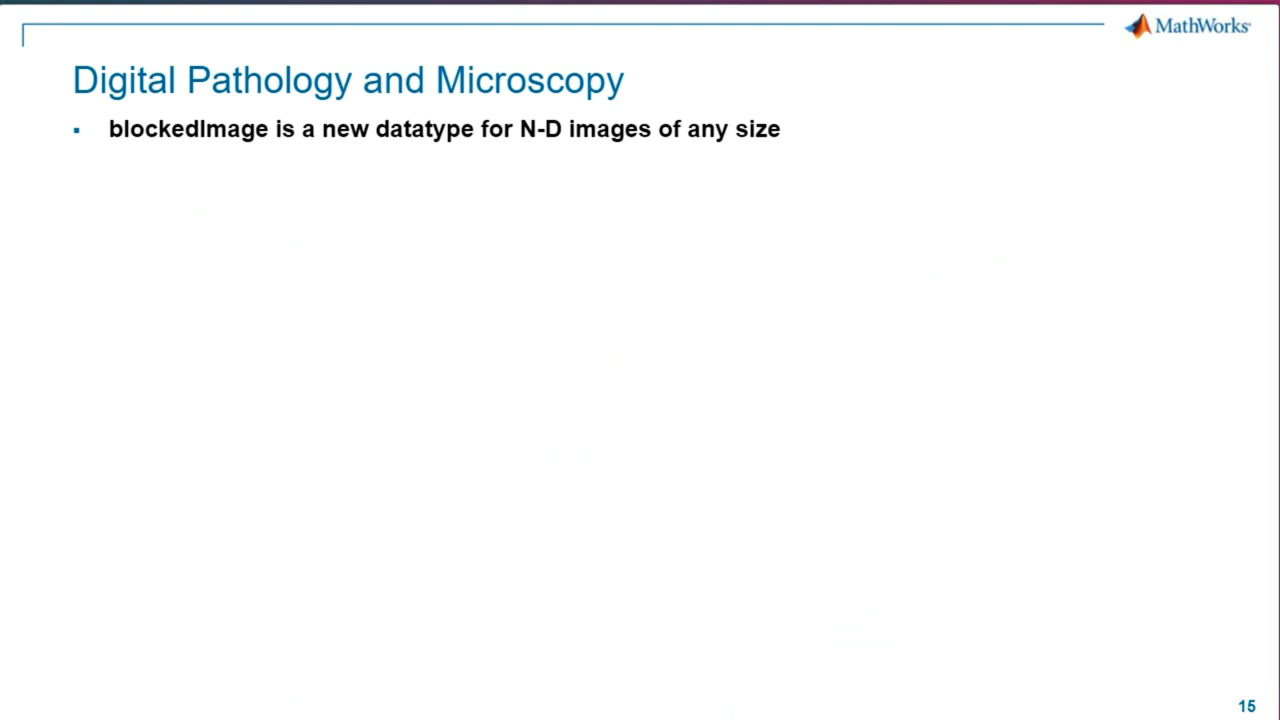 MathWorks®
Digital Pathology and Microscopy
▪ blockedImage is a new datatype for N-D images of any size
15